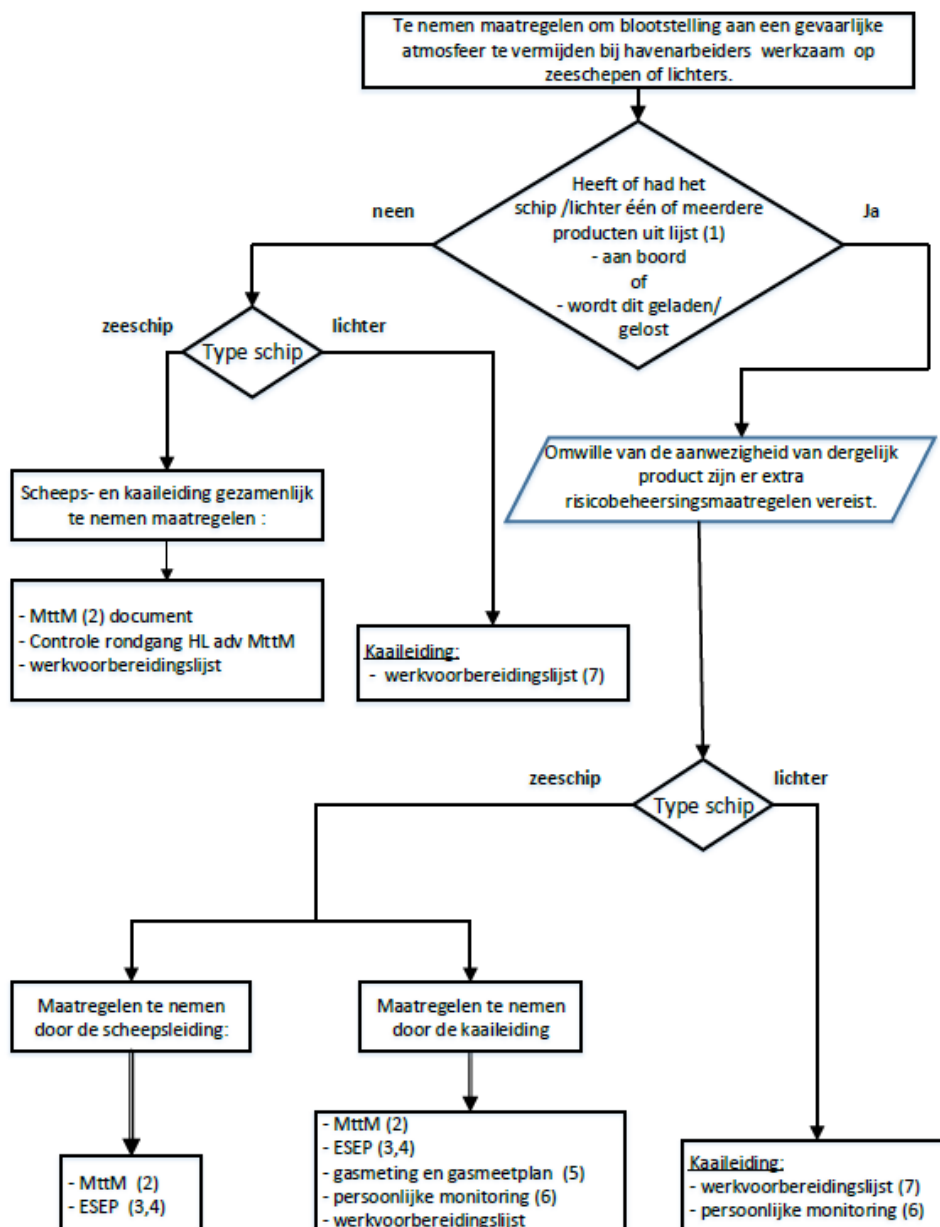 Te nemen maatregelen om blootstelling aan een gevaarlijke
atmosfeer te vermijden bij havenarbeiders werkzaam op
zeeschepen of lichters.
Heeft of had het
schip /lichter één of meerdere
producten uit lijst (1)
- aan boord
of
- wordt dit geladen/
gelost
neen
Ja
zeeschip
lichter
Type schip
Omwille van de aanwezigheid van dergelijk
product zijn er extra
risicobeheersingsmaatregelen vereist.
Scheeps- en kaaileiding gezamenlijk
te nemen maatregelen :
- MttM (2) document
- Controle rondgang HL adv MttM
- werkvoorbereidingslijst
Kaaileiding:
- werkvoorbereidingslijst (7)
zeeschip
lichter
Type schip
Maatregelen te nemen
door de scheepsleiding:
Maatregelen te nemen
door de kaaileiding
- MttM (2)
- ESEP (3,4)
- MttM (2)
- ESEP (3,4)
- gasmeting en gasmeetplan (5)
- persoonlijke monitoring (6)
- werkvoorbereidingslijst
Kaaileiding:
- werkvoorbereidingslijst (7)
- persoonlijke monitoring (6)